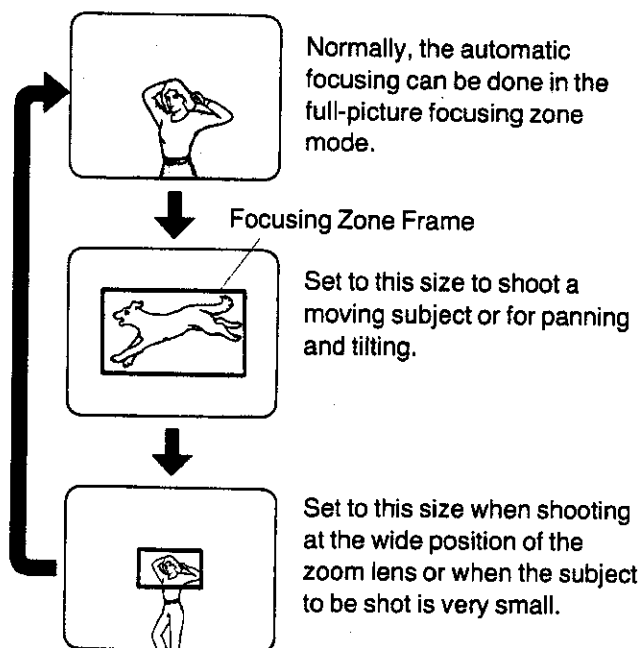 Normally, the automatic
focusing can be done in the
full-picture focusing zone
mode.
Focusing Zone Frame
Set to this size to shoot a
moving subject or for panning
and tilting.
Set to this size when shooting
at the wide position of the
zoom lens or when the subject
to be shot is very small.